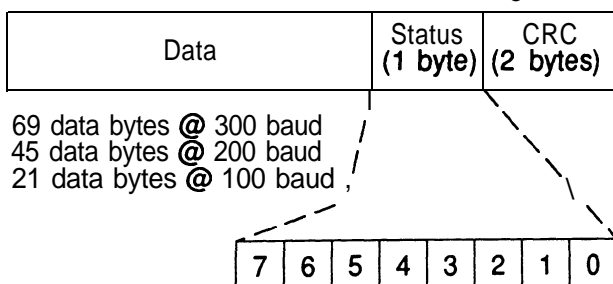 Data
Status
(1 byte)
CRC
(2 bytes)
69 data bytes @ 300 baud
45 data bytes @ 200 baud
21 data bytes @ 100 baud ,
7 6 5 4 3 2 1 0